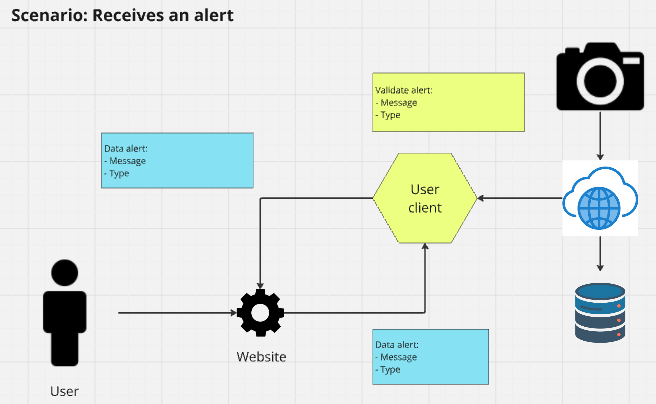 Scenario: Receives an alert
Validate alert:
- Message
- Type
Data alert:
- Message
- Type
User
client
Website
Data alert:
- Message
- Type
User